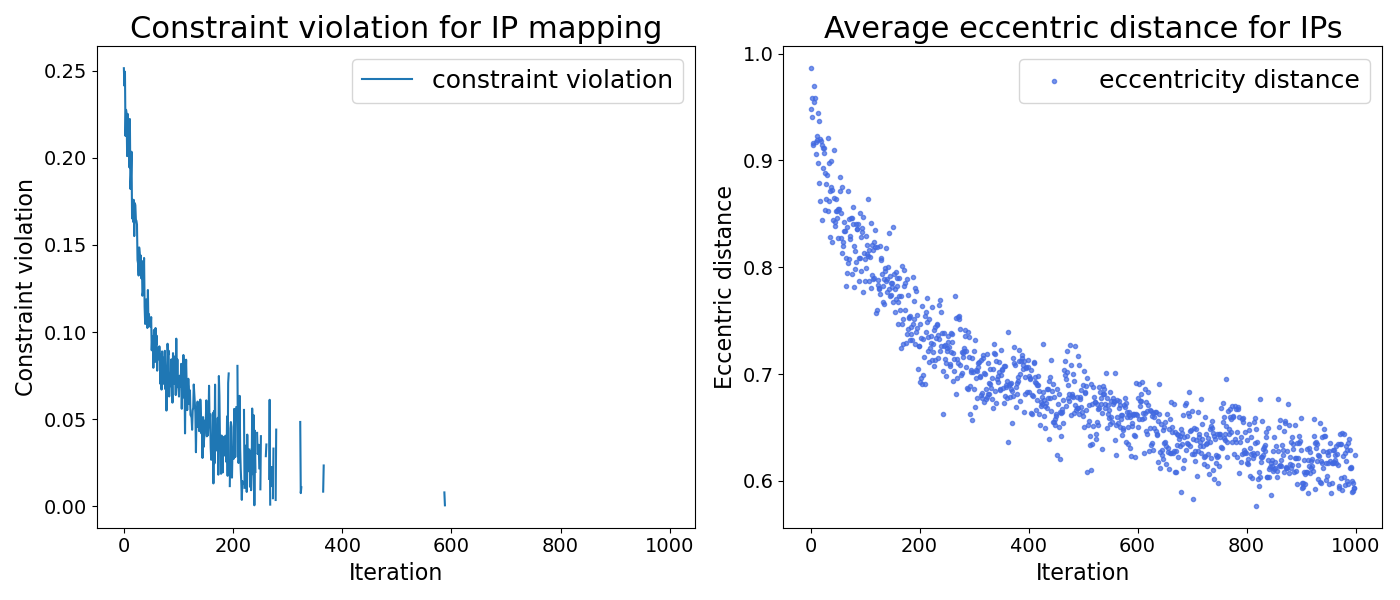 Constraint violation for IP mapping
constraint violation
Constraint violation
0.25
0.20
0.15
0.10
0.05
0.00
0
200
400
600
800
1000
Iteration
Average eccentric distance for IPs
eccentricity distance
Eccentric distance
1.0
0.9
0.8
0.7
0.6
0
200
400
600
800
1000
Iteration